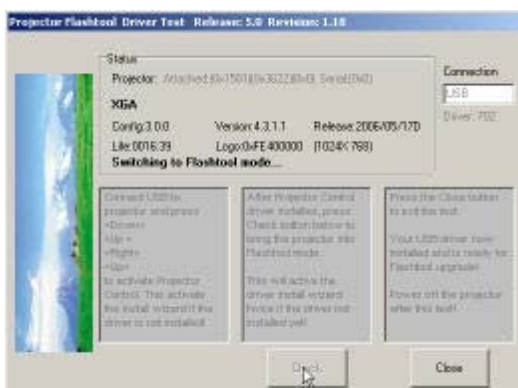 Projector Flashtool Driver Test Release: 5.0 Revision: 1.10
Status
Projector: Attached
Connection
XGA
USB
Config:3.0.0 Version:4.3.1.1 Release:2006/05/17D
Driver:
Lite:0016.39 Logo:0xFE400000 (1024X 768)
Switching to Flashtool mode...
Connect USB to
projector and press
<Down>
<Up>
<Right>
<Up>
to activate Projector
Control. This activate
the install wizard if the
driver is not installed!
After Projector Control
driver installed, press
Check button below to
bring the projector into
Flashtool mode.
This will active the
driver install wizard
twice if the driver not
installed yet!
Press the Close button
to exit this test.
Your USB driver now
installed and is ready for
Flashtool upgrade!
Power off the projector
after this test!
Check
Close